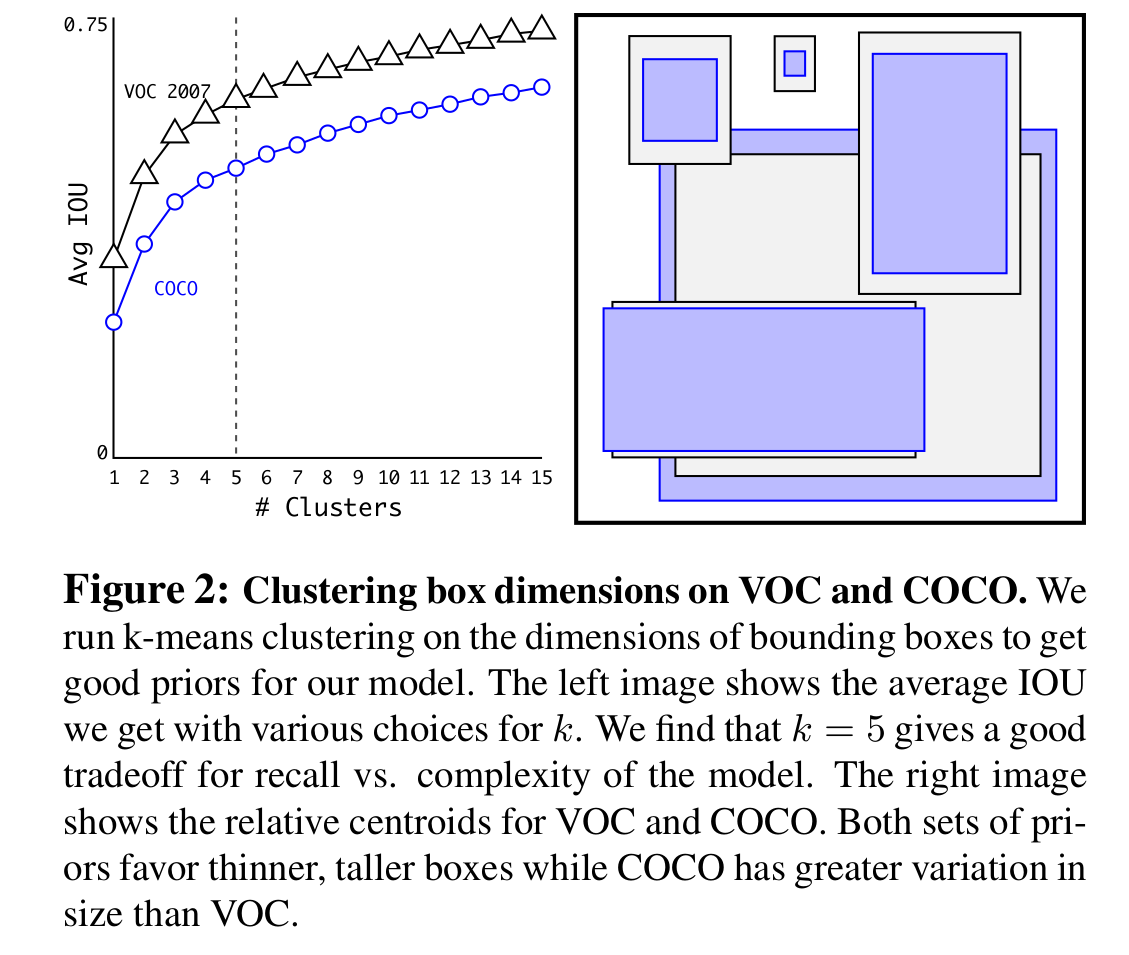 0.75
VOC 2007
Avg IOU
COCO
0
1 2 3 4 5 6 7 8 9 10 11 12 13 14 15
# Clusters
Figure 2: Clustering box dimensions on VOC and COCO. We
run k-means clustering on the dimensions of bounding boxes to get
good priors for our model. The left image shows the average IOU
we get with various choices for k. We find that k = 5 gives a good
tradeoff for recall vs. complexity of the model. The right image
shows the relative centroids for VOC and COCO. Both sets of pri-
ors favor thinner, taller boxes while COCO has greater variation in
size than VOC.